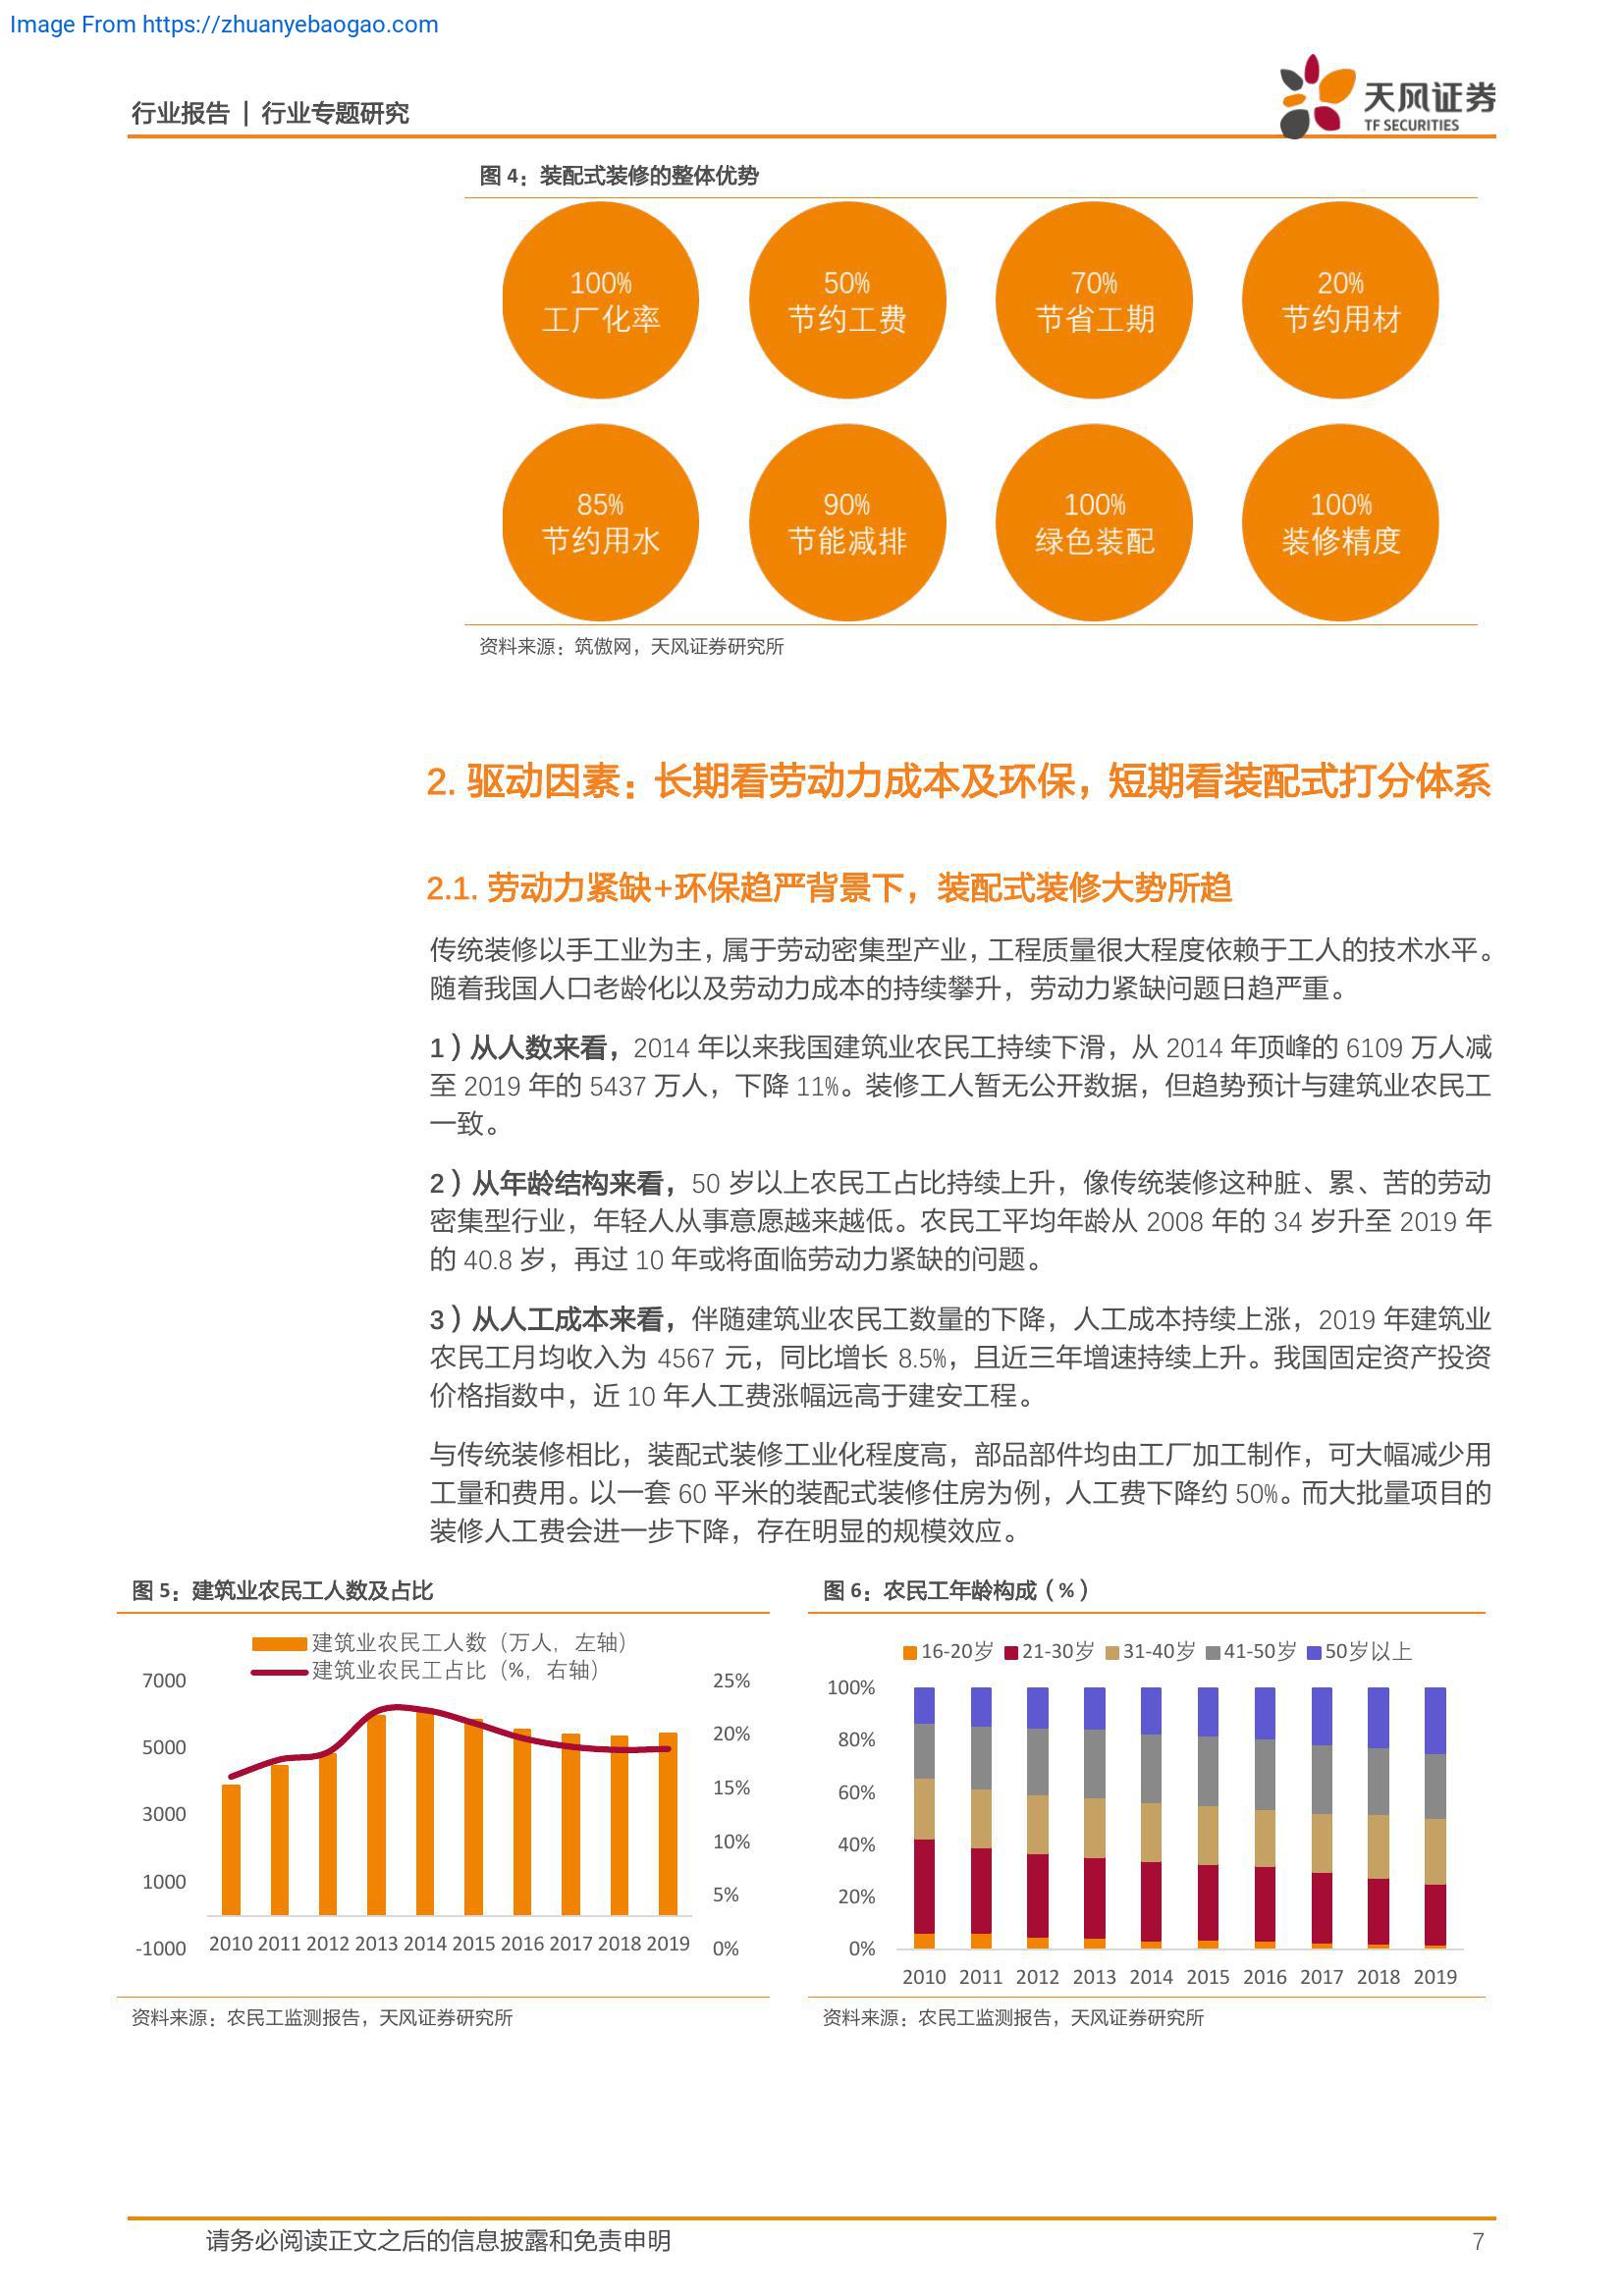 Image From https://zhuanyebaogao.com
行业报告 | 行业专题研究
天风证券
TF SECURITIES
图 4：装配式装修的整体优势
100%
工厂化率
50%
节约工费
70%
节省工期
20%
节约用材
85%
节约用水
90%
节能减排
100%
绿色装配
100%
装修精度
资料来源：筑傲网，天风证券研究所
2. 驱动因素：长期看劳动力成本及环保，短期看装配式打分体系
2.1. 劳动力紧缺+环保趋严背景下，装配式装修大势所趋
传统装修以手工业为主，属于劳动密集型产业，工程质量很大程度依赖于工人的技术水平。
随着我国人口老龄化以及劳动力成本的持续攀升，劳动力紧缺问题日趋严重。
1）从人数来看，2014 年以来我国建筑业农民工持续下滑，从 2014 年顶峰的 6109 万人减
至 2019 年的 5437 万人，下降 11%。装修工人暂无公开数据，但趋势预计与建筑业农民工
一致。
2）从年龄结构来看，50 岁以上农民工占比持续上升，像传统装修这种脏、累、苦的劳动
密集型行业，年轻人从事意愿越来越低。农民工平均年龄从 2008 年的 34 岁升至 2019 年
的 40.8 岁，再过 10 年或将面临劳动力紧缺的问题。
3）从人工成本来看，伴随建筑业农民工数量的下降，人工成本持续上涨，2019 年建筑业
农民工月均收入为 4567 元，同比增长 8.5%，且近三年增速持续上升。我国固定资产投资
价格指数中，近 10 年人工费涨幅远高于建安工程。
与传统装修相比，装配式装修工业化程度高，部品部件均由工厂加工制作，可大幅减少用
工量和费用。以一套 60 平米的装配式装修住房为例，人工费下降约 50%。而大批量项目的
装修人工费会进一步下降，存在明显的规模效应。
图 5：建筑业农民工人数及占比
建筑业农民工人数（万人，左轴）
建筑业农民工占比（%，右轴）
7000
5000
3000
1000
-1000
25%
20%
15%
10%
5%
0%
2010 2011 2012 2013 2014 2015 2016 2017 2018 2019
资料来源：农民工监测报告，天风证券研究所
图 6：农民工年龄构成（%）
16-20岁 21-30岁 31-40岁 41-50岁 50岁以上
100%
80%
60%
40%
20%
0%
2010 2011 2012 2013 2014 2015 2016 2017 2018 2019
资料来源：农民工监测报告，天风证券研究所
请务必阅读正文之后的信息披露和免责申明
7